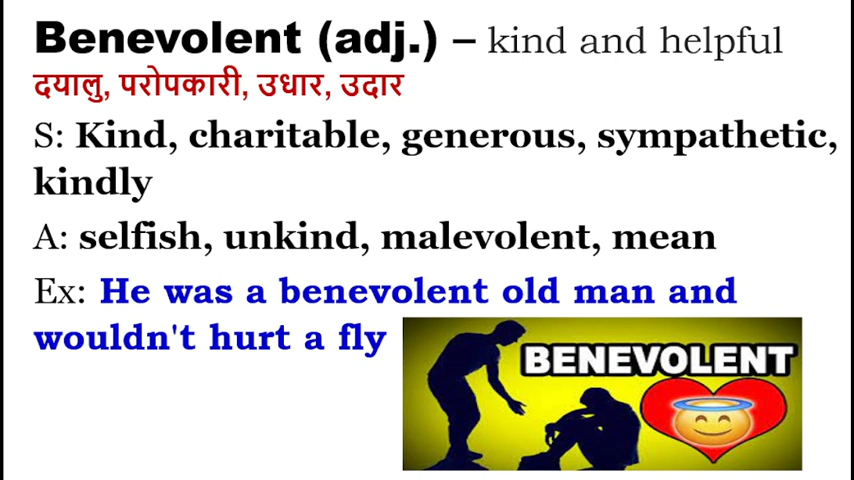 Benevolent (adj.) – kind and helpful
दयालु, परोपकारी, उधार, उदार
S: Kind, charitable, generous, sympathetic,
kindly
A: selfish, unkind, malevolent, mean
Ex: He was a benevolent old man and
wouldn't hurt a fly
BENEVOLENT